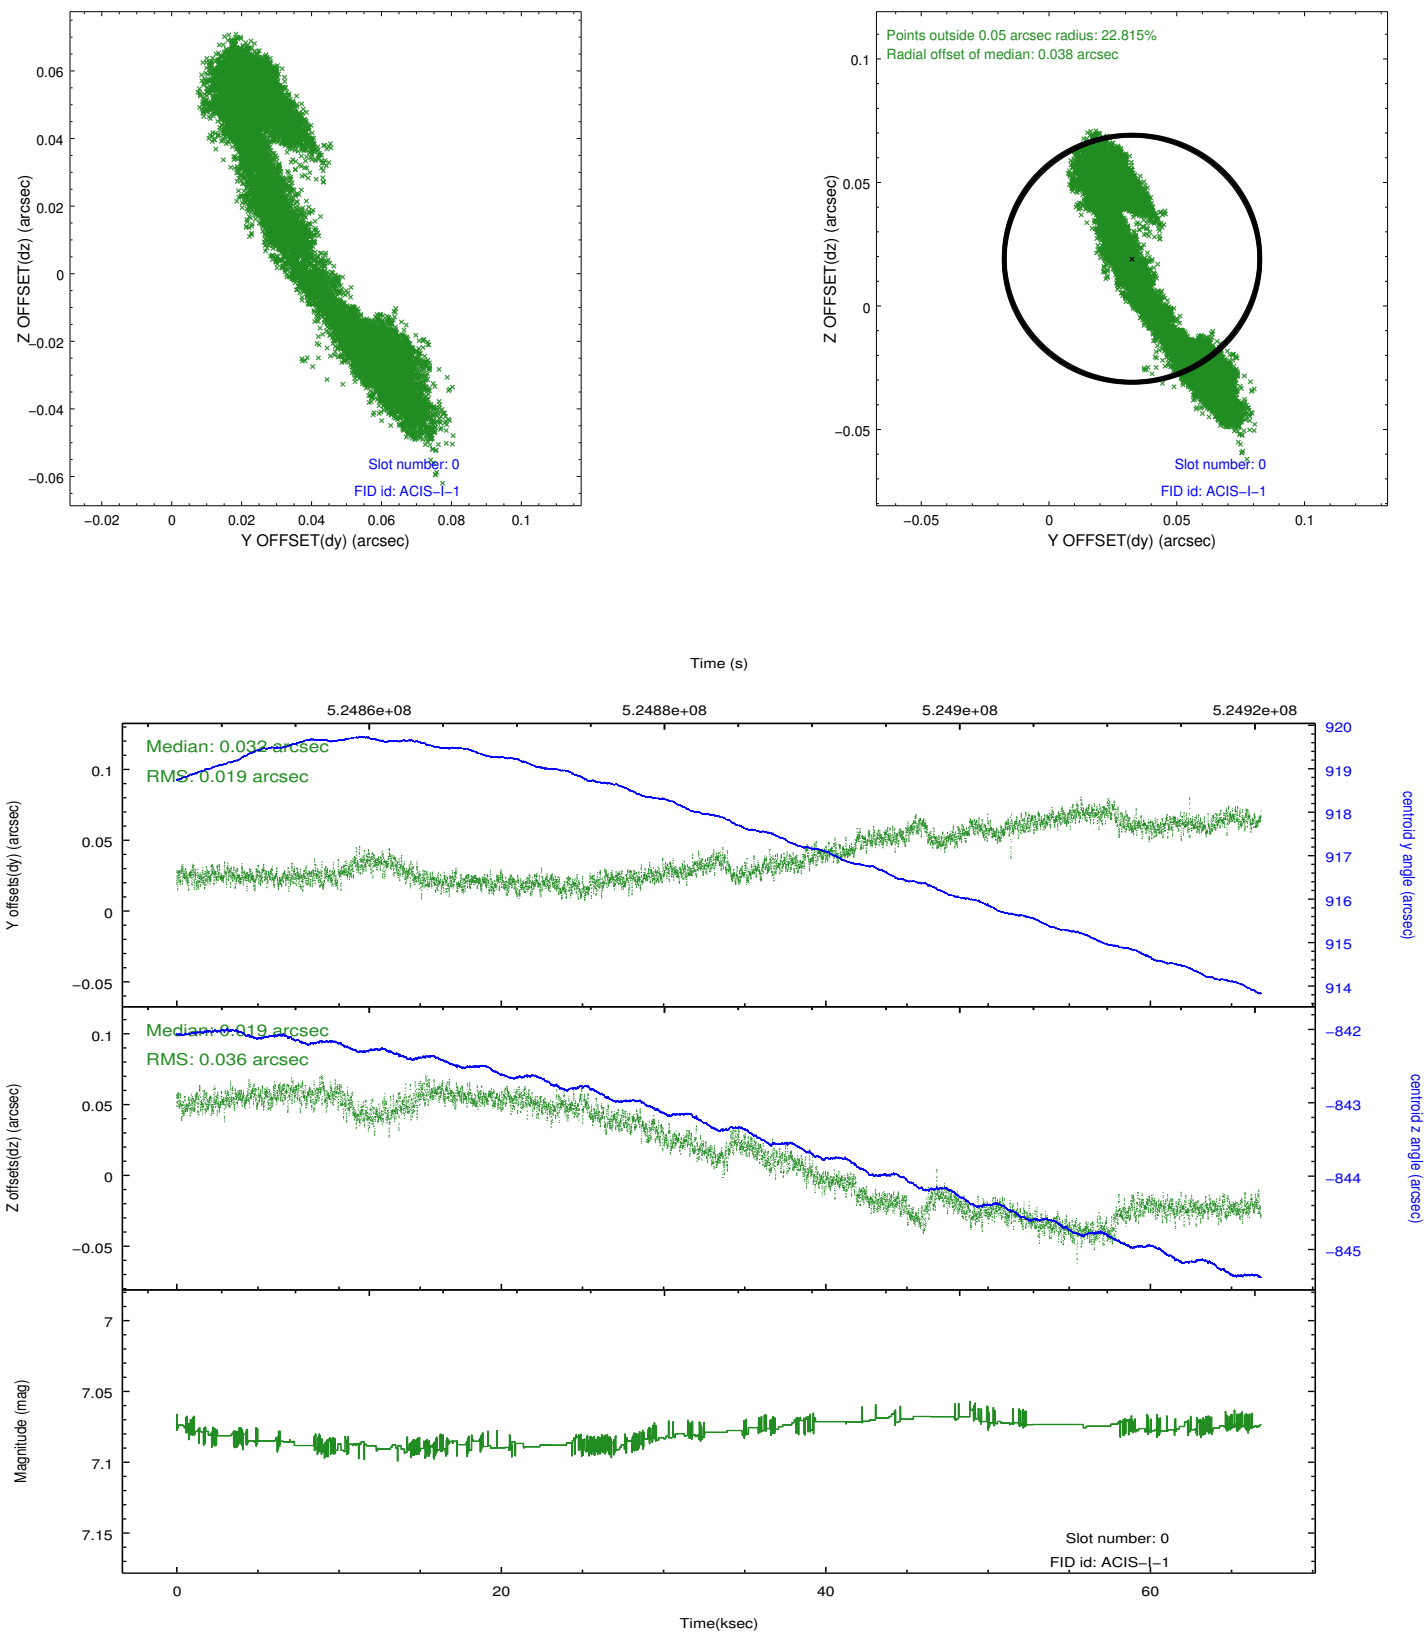 0.06
0.04
0.02
0
−0.02
−0.04
−0.06
Z OFFSET(dz) (arcsec)
Slot number: 0
FID id: ACIS−I−1
−0.02 0 0.02 0.04 0.06 0.08 0.1
Y OFFSET(dy) (arcsec)
Points outside 0.05 arcsec radius: 22.815%
Radial offset of median: 0.038 arcsec
0.1
0.05
0
−0.05
Z OFFSET(dz) (arcsec)
Slot number: 0
FID id: ACIS−I−1
−0.05 0 0.05 0.1
Y OFFSET(dy) (arcsec)
Time (s)
5.2486e+08 5.2488e+08 5.249e+08 5.2492e+08
Median: 0.032 arcsec
RMS: 0.019 arcsec
0.1
0.05
0
−0.05
Y offsets(dy) (arcsec)
920
919
918
917
916
915
914
centroid y angle (arcsec)
Median: 0.019 arcsec
RMS: 0.036 arcsec
0.1
0.05
0
−0.05
Z offsets(dz) (arcsec)
−842
−843
−844
−845
centroid z angle (arcsec)
7
7.05
7.1
7.15
Magnitude (mag)
Slot number: 0
FID id: ACIS−I−1
0 20 40 60
Time(ksec)